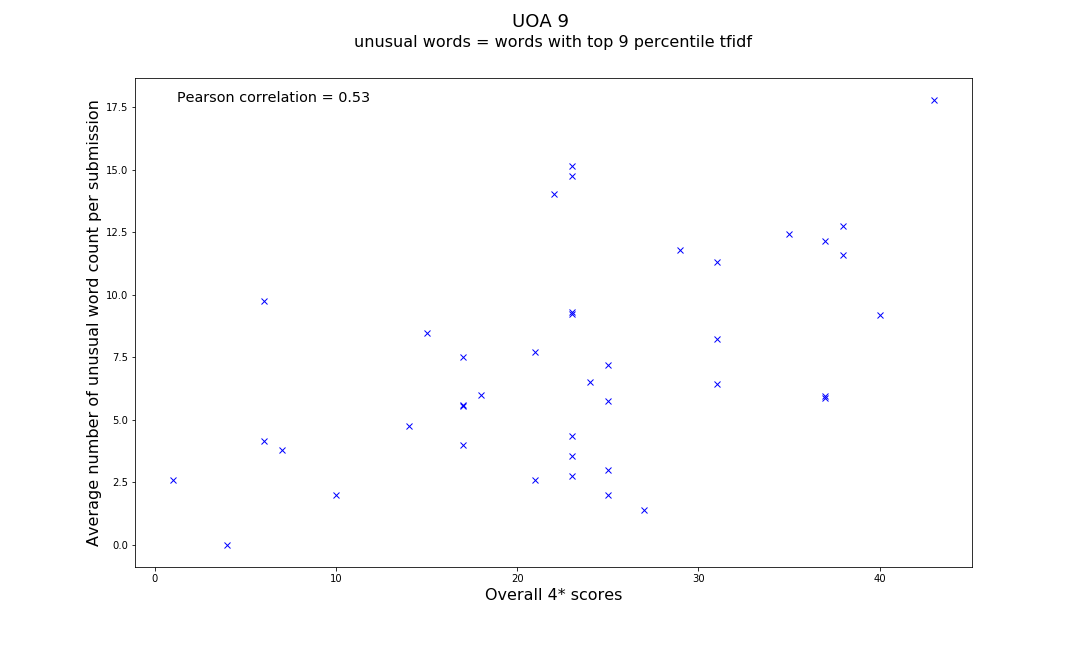 UOA 9
unusual words = words with top 9 percentile tfidf
Pearson correlation = 0.53
Average number of unusual word count per submission
17.5
15.0
12.5
10.0
7.5
5.0
2.5
0.0
0 10 20 30 40
Overall 4* scores